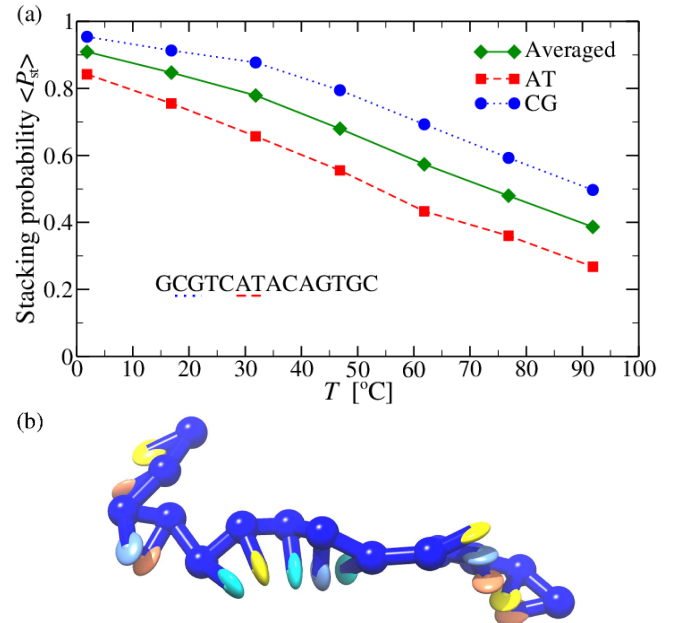 (a)
Stacking probability <P_st>
1
0.8
0.6
0.4
0.2
0
Averaged
AT
CG
GCGTCATACAGTGC
0 10 20 30 40 50 60 70 80 90 100
T [°C]
(b)